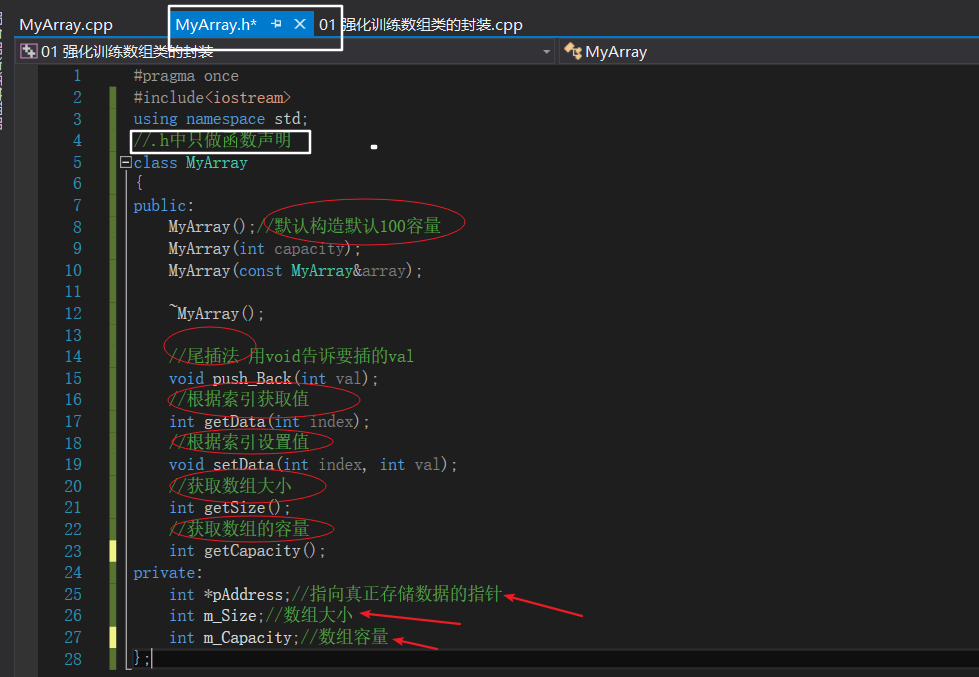 MyArray.cpp MyArray.h* 01 强化训练数组类的封装.cpp
01 强化训练数组类的封装 MyArray
1 #pragma once
2 #include<iostream>
3 using namespace std;
4 //.h中只做函数声明
5 class MyArray
6 {
7 public:
8 MyArray();//默认构造默认100容量
9 MyArray(int capacity);
10 MyArray(const MyArray&array);
11
12 ~MyArray();
13
14 //尾插法 用void告诉要插的val
15 void push_Back(int val);
16 //根据索引获取值
17 int getData(int index);
18 //根据索引设置值
19 void setData(int index, int val);
20 //获取数组大小
21 int getSize();
22 //获取数组的容量
23 int getCapacity();
24 private:
25 int *pAddress;//指向真正存储数据的指针
26 int m_Size;//数组大小
27 int m_Capacity;//数组容量
28 };